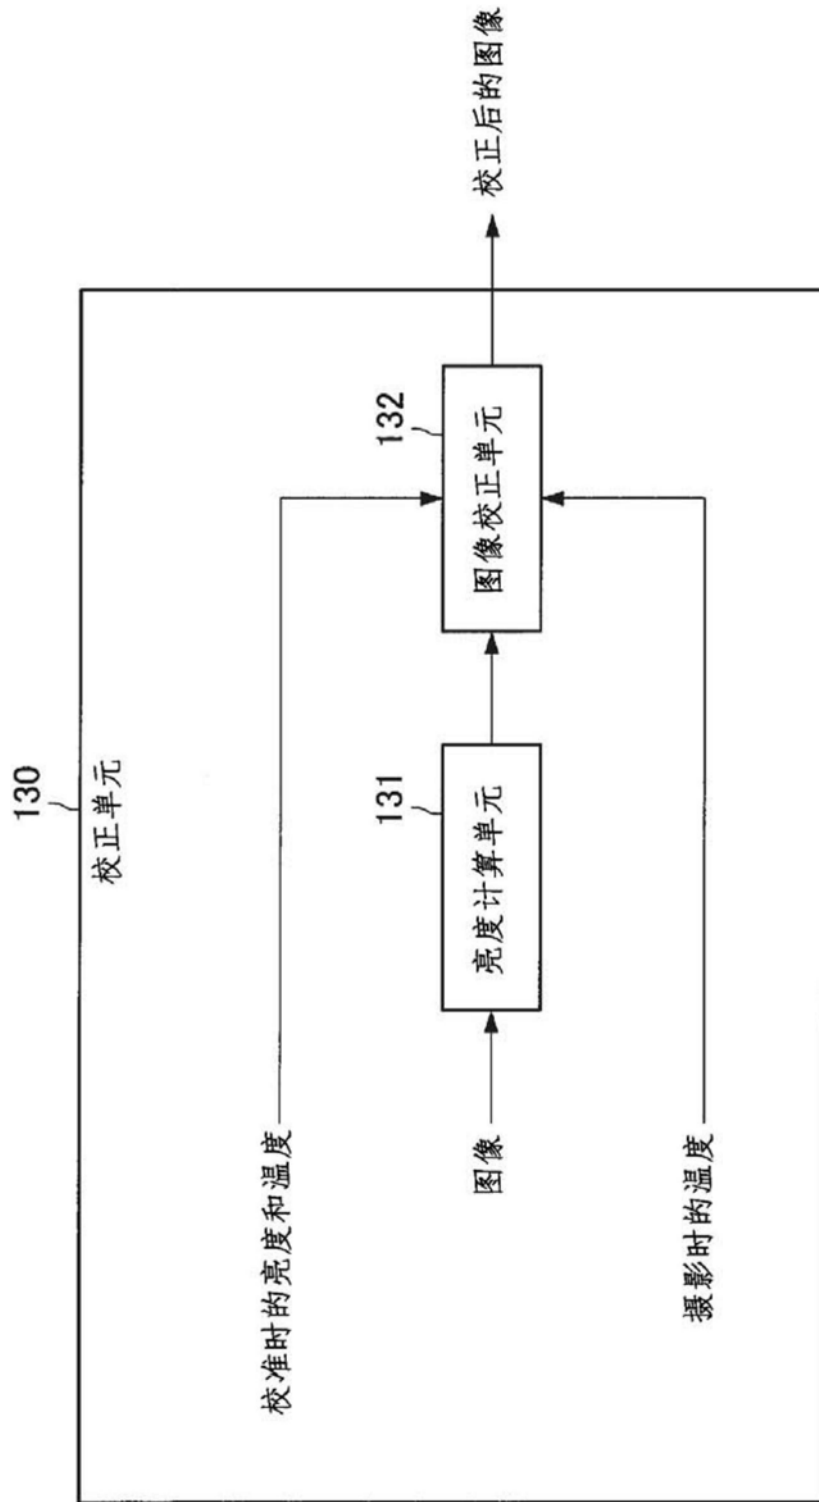 130
校正单元
校准时的亮度和温度
132
131
图像
亮度计算单元
图像校正单元
校正后的图像
摄影时的温度